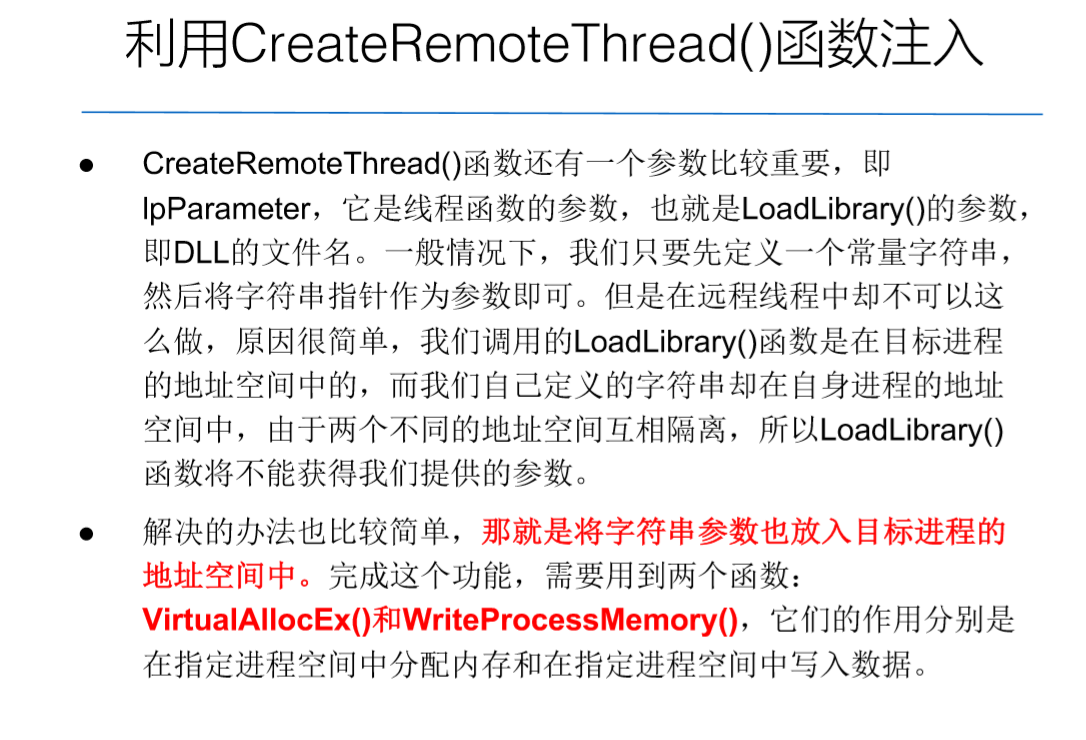 利用CreateRemoteThread()函数注入
● CreateRemoteThread()函数还有一个参数比较重要，即
lpParameter，它是线程函数的参数，也就是LoadLibrary()的参数，
即DLL的文件名。一般情况下，我们只要先定义一个常量字符串，
然后将字符串指针作为参数即可。但是在远程线程中却不可以这
么做，原因很简单，我们调用的LoadLibrary()函数是在目标进程
的地址空间中的，而我们自己定义的字符串却在自身进程的地址
空间中，由于两个不同的地址空间互相隔离，所以LoadLibrary()
函数将不能获得我们提供的参数。
● 解决的办法也比较简单，那就是将字符串参数也放入目标进程的
地址空间中。完成这个功能，需要用到两个函数：
VirtualAllocEx()和WriteProcessMemory()，它们的作用分别是
在指定进程空间中分配内存和在指定进程空间中写入数据。